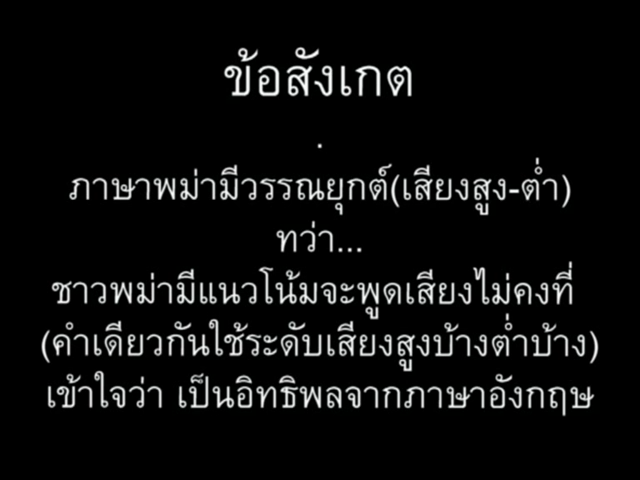 ข้อสังเกต
.
ภาษาพม่ามีวรรณยุกต์(เสียงสูง-ต่ำ)
ทว่า...
ชาวพม่ามีแนวโน้มจะพูดเสียงไม่คงที่
(คำเดียวกันใช้ระดับเสียงสูงบ้างต่ำบ้าง)
เข้าใจว่า เป็นอิทธิพลจากภาษาอังกฤษ